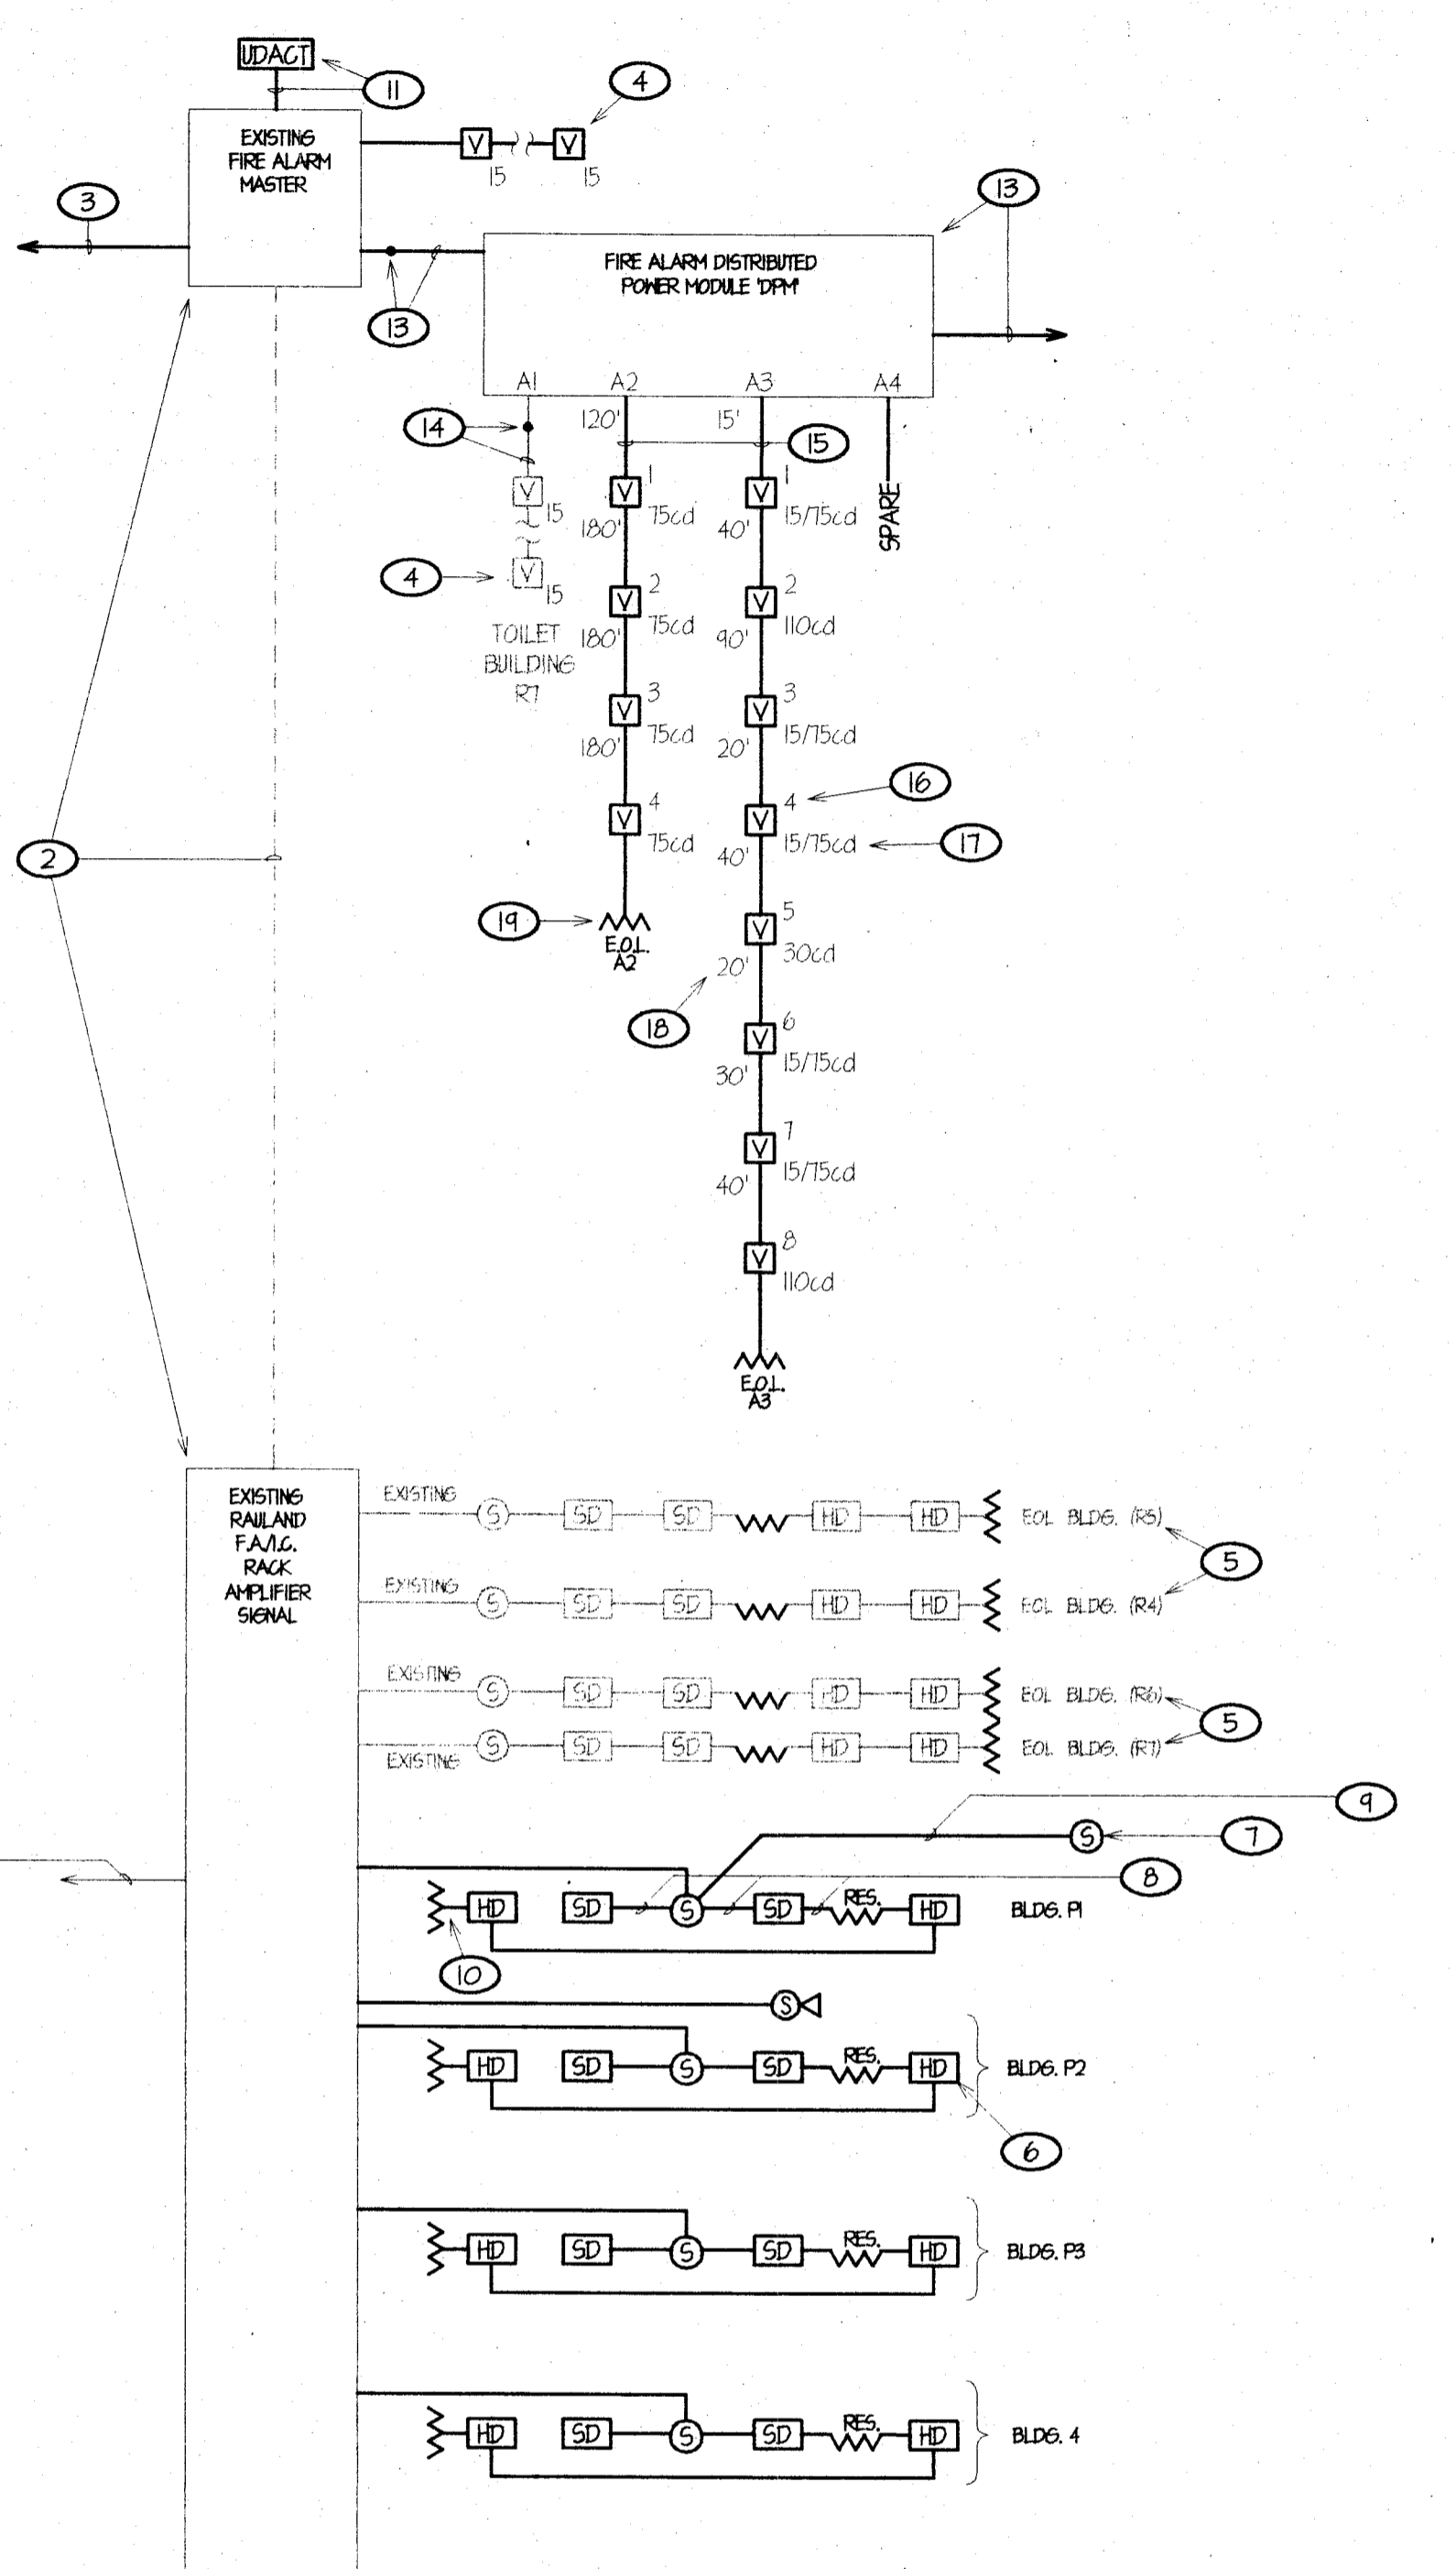 UDACT
11
4
EXISTING
FIRE ALARM
MASTER
V
V
15
15
3
13
FIRE ALARM DISTRIBUTED
POWER MODULE 'DPM'
13
A1
A2
A3
A4
14
120'
15'
15
V
15
V
1
75cd
V
1
15/75cd
SPARE
180'
40'
4
V
15
V
2
75cd
V
2
110cd
TOILET
BUILDING
R7
180'
90'
V
3
75cd
V
3
15/75cd
180'
20'
16
V
4
75cd
V
4
15/75cd
17
40'
2
19
E.O.L.
A2
V
5
30cd
20'
18
V
6
15/75cd
30'
V
7
15/75cd
40'
V
8
110cd
E.O.L.
A3
EXISTING
RAULAND
F.A./I.C.
RACK
AMPLIFIER
SIGNAL
EXISTING
S SD SD HD HD EOL BLDG. (R5)
5
EXISTING
S SD SD HD HD EOL BLDG. (R4)
EXISTING
S SD SD HD HD EOL BLDG. (R6)
5
S SD SD HD HD EOL BLDG. (R7)
EXISTING
9
S
7
8
HD SD S SD RES. HD BLDG. P1
10
S
HD SD S SD RES. HD BLDG. P2
6
HD SD S SD RES. HD BLDG. P3
HD SD S SD RES. HD BLDG. 4